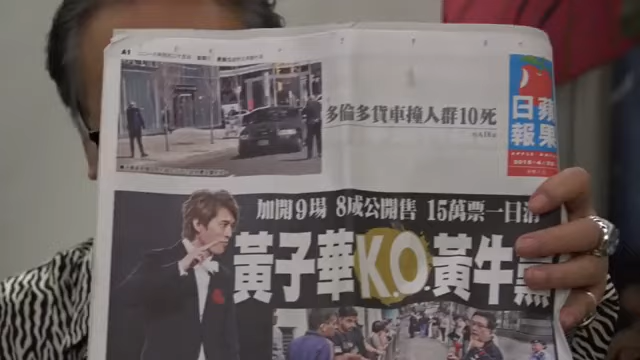 A1
多倫多貨車撞人群10死
蘋果
日報
加開9場 8成公開售 15萬票一日清
黃子華K.O.黃牛黨